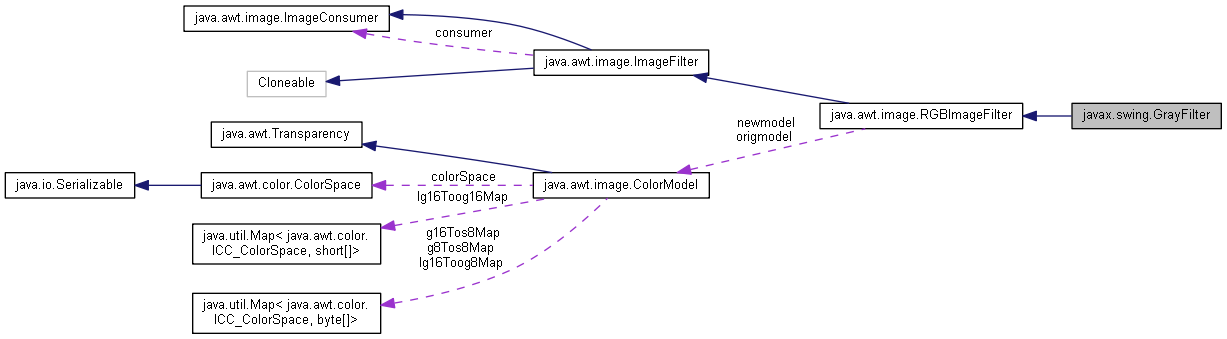 java.awt.image.ImageConsumer
consumer
java.awt.image.ImageFilter
Cloneable
java.awt.image.RGBImageFilter
javax.swing.GrayFilter
newmodel
origmodel
java.awt.Transparency
java.io.Serializable
java.awt.color.ColorSpace
colorSpace
java.awt.image.ColorModel
lg16Toog16Map
java.util.Map< java.awt.color.
ICC_ColorSpace, short[]>
g16Tos8Map
g8Tos8Map
lg16Toog8Map
java.util.Map< java.awt.color.
ICC_ColorSpace, byte[]>